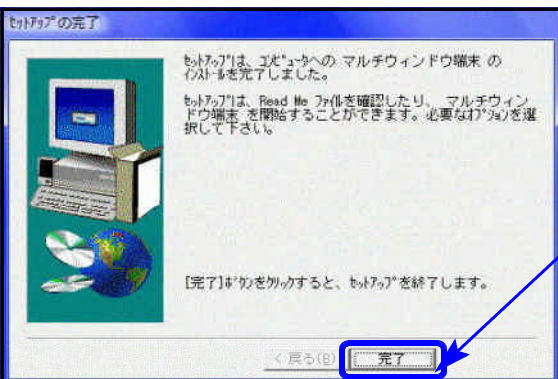 ｾｯﾄｱｯﾌﾟの完了
ｾｯﾄｱｯﾌﾟは、ｺﾝﾋﾟｭｰﾀへの マルチウィンドウ端末 の
ｲﾝｽﾄｰﾙを完了しました。
ｾｯﾄｱｯﾌﾟは、Read Me ﾌｧｲﾙを確認したり、 マルチウィン
ドウ端末 を開始することができます。必要なｵﾌﾟｼｮﾝを選
択して下さい。
[完了]ﾎﾞﾀﾝをｸﾘｯｸすると、ｾｯﾄｱｯﾌﾟを終了します。
< 戻る(B)
完了